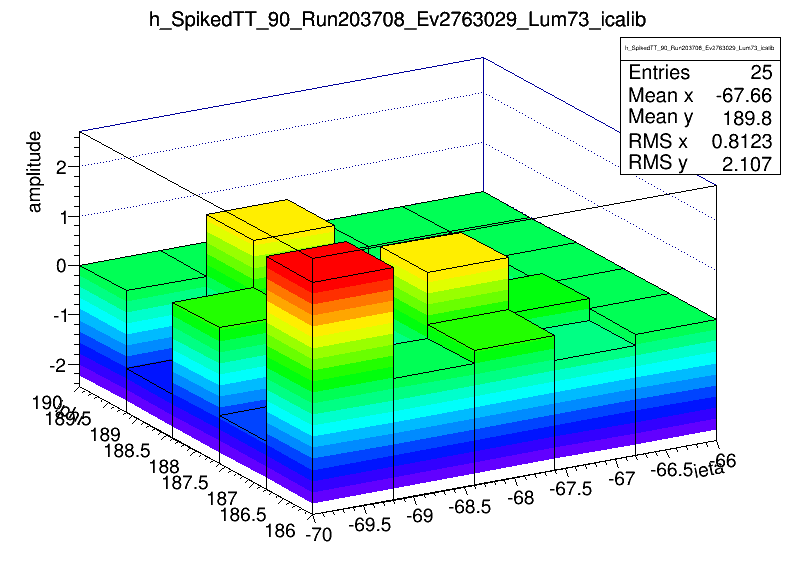 h_SpikedTT_90_Run203708_Ev2763029_Lum73_icalib
h_SpikedTT_90_Run203708_Ev2763029_Lum73_icalib
Entries 25
Mean x -67.66
Mean y 189.8
RMS x 0.8123
RMS y 2.107
amplitude
2
1
0
-1
-2
190
189.5
189
188.5
188
187.5
187
186.5
186
-70
-69.5
-69
-68.5
-68
-67.5
-67
-66.5
-66
ieta